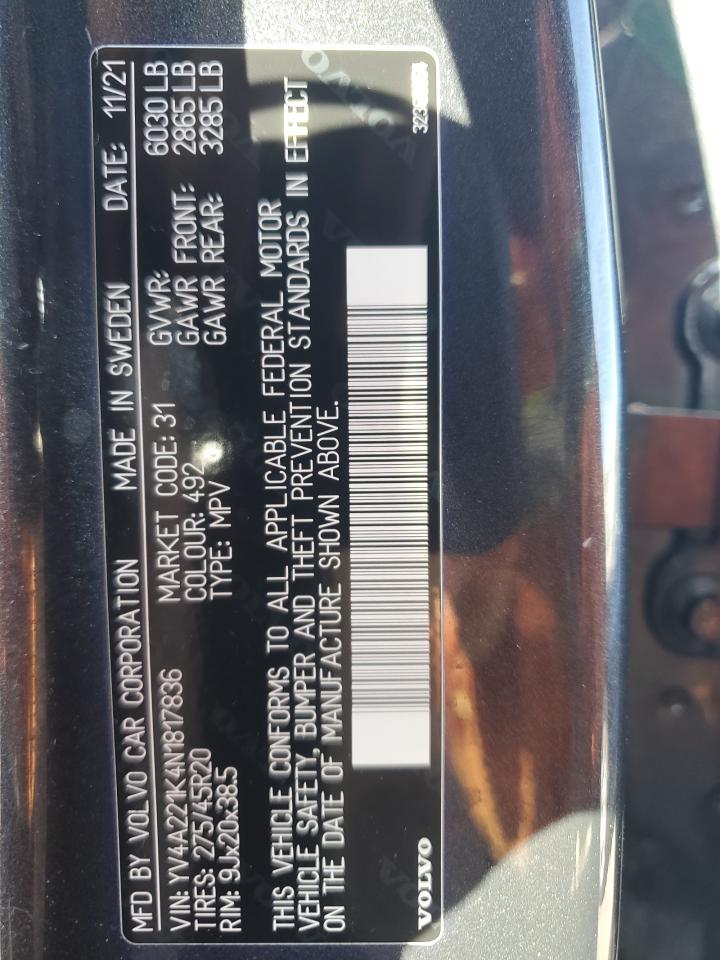 MFD BY VOLVO CAR CORPORATION MADE IN SWEDEN DATE: 11/21
VIN: YV4A221K4N1817836 MARKET CODE: 31 GVWR: 6030 LB
TIRES: 275/45R20 COLOUR: 492 GAWR FRONT: 2865 LB
RIM: 9Jx20x38.5 TYPE: MPV GAWR REAR: 3285 LB
THIS VEHICLE CONFORMS TO ALL APPLICABLE FEDERAL MOTOR
VEHICLE SAFETY, BUMPER AND THEFT PREVENTION STANDARDS IN EFFECT
ON THE DATE OF MANUFACTURE SHOWN ABOVE.
VOLVO